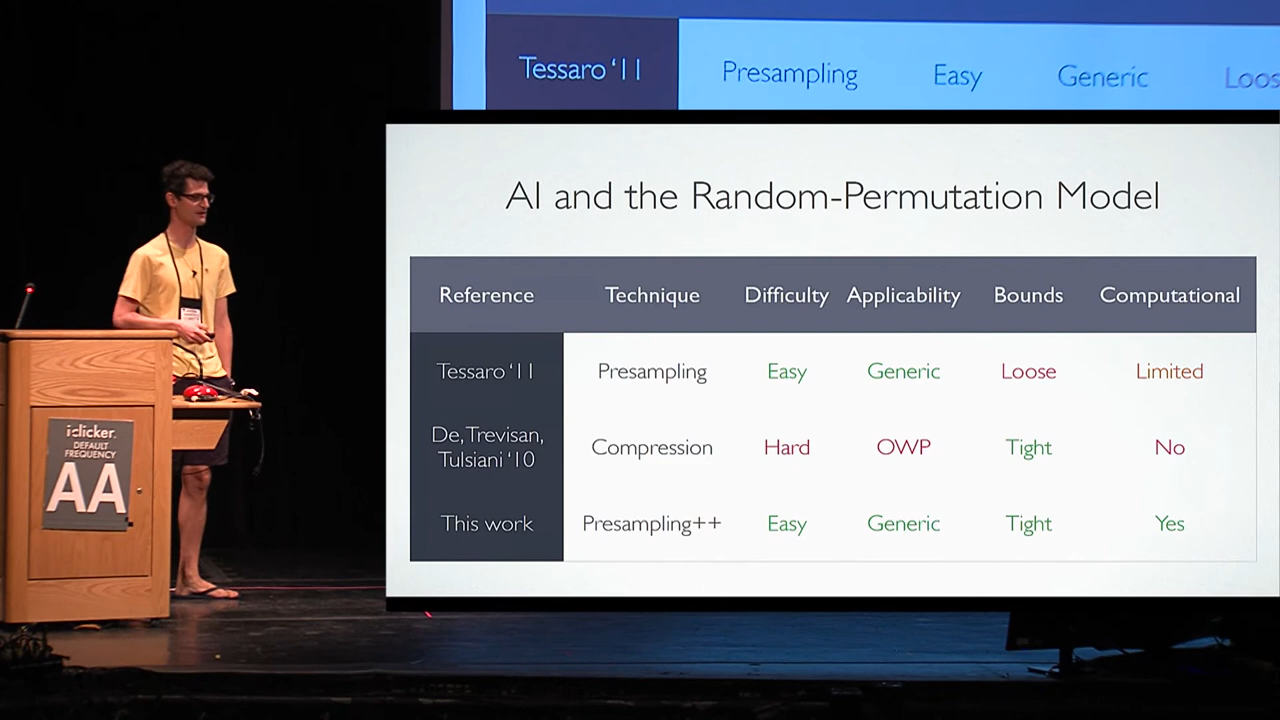 Tessaro ‘11 Presampling Easy Generic Loos
AI and the Random-Permutation Model
Reference Technique Difficulty Applicability Bounds Computational
Tessaro ‘11 Presampling Easy Generic Loose Limited
De, Trevisan,
Tulsiani ‘10 Compression Hard OWP Tight No
This work Presampling++ Easy Generic Tight Yes
iclicker.
DEFAULT
FREQUENCY
AA